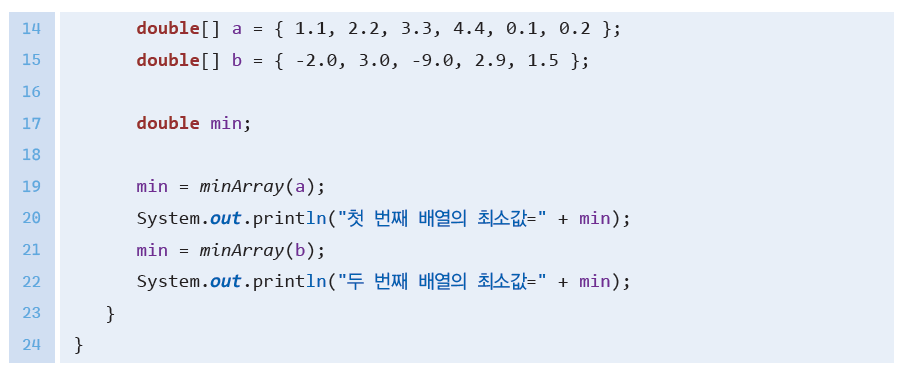 14 double[] a = { 1.1, 2.2, 3.3, 4.4, 0.1, 0.2 };
15 double[] b = { -2.0, 3.0, -9.0, 2.9, 1.5 };
16
17 double min;
18
19 min = minArray(a);
20 System.out.println("첫 번째 배열의 최소값=" + min);
21 min = minArray(b);
22 System.out.println("두 번째 배열의 최소값=" + min);
23 }
24 }